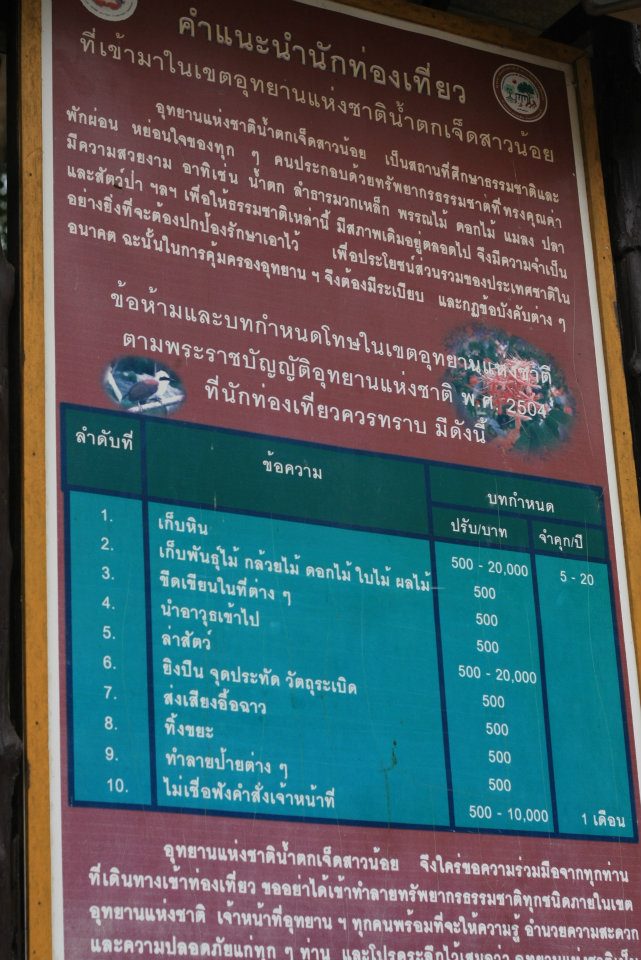 คำแนะนำนักท่องเที่ยว
ที่เข้ามาในเขตอุทยานแห่งชาติน้ำตกเจ็ดสาวน้อย
อุทยานแห่งชาติน้ำตกเจ็ดสาวน้อย เป็นสถานที่ศึกษาธรรมชาติและ
พักผ่อน หย่อนใจของทุก ๆ คนประกอบด้วยทรัพยากรธรรมชาติที่ทรงคุณค่า
มีความสวยงาม อาทิเช่น น้ำตก ลำธารมวกเหล็ก พรรณไม้ ดอกไม้ แมลง ปลา
และสัตว์ป่า ฯลฯ เพื่อให้ธรรมชาติเหล่านี้ มีสภาพเดิมอยู่ตลอดไป จึงมีความจำเป็น
อย่างยิ่งที่จะต้องปกป้องรักษาเอาไว้ เพื่อประโยชน์ส่วนรวมของประเทศชาติใน
อนาคต ฉะนั้นในการคุ้มครองอุทยาน ฯ จึงต้องมีระเบียบ และกฎข้อบังคับต่าง ๆ
ข้อห้ามและบทกำหนดโทษในเขตอุทยานแห่งชาติ
ตามพระราชบัญญัติอุทยานแห่งชาติ พ.ศ. 2504
ที่นักท่องเที่ยวควรทราบ มีดังนี้
ลำดับที่ ข้อความ บทกำหนด
ปรับ/บาท จำคุก/ปี
1. เก็บหิน 500 - 20,000 5 - 20
2. เก็บพันธุ์ไม้ กล้วยไม้ ดอกไม้ ใบไม้ ผลไม้ 500
3. ขีดเขียนในที่ต่าง ๆ 500
4. นำอาวุธเข้าไป 500
5. ล่าสัตว์ 500 - 20,000
6. ยิงปืน จุดประทัด วัตถุระเบิด 500
7. ส่งเสียงอื้อฉาว 500
8. ทิ้งขยะ 500
9. ทำลายป้ายต่าง ๆ 500
10. ไม่เชื่อฟังคำสั่งเจ้าหน้าที่ 500 - 10,000 1 เดือน
อุทยานแห่งชาติน้ำตกเจ็ดสาวน้อย จึงใคร่ขอความร่วมมือจากทุกท่าน
ที่เดินทางเข้าท่องเที่ยว ขออย่าได้เข้าทำลายทรัพยากรธรรมชาติทุกชนิดภายในเขต
อุทยานแห่งชาติ เจ้าหน้าที่อุทยาน ฯ ทุกคนพร้อมที่จะให้ความรู้ อำนวยความสะดวก
และความปลอดภัยแก่ทุก ๆ ท่าน และโปรดระลึกไว้เสมอว่า